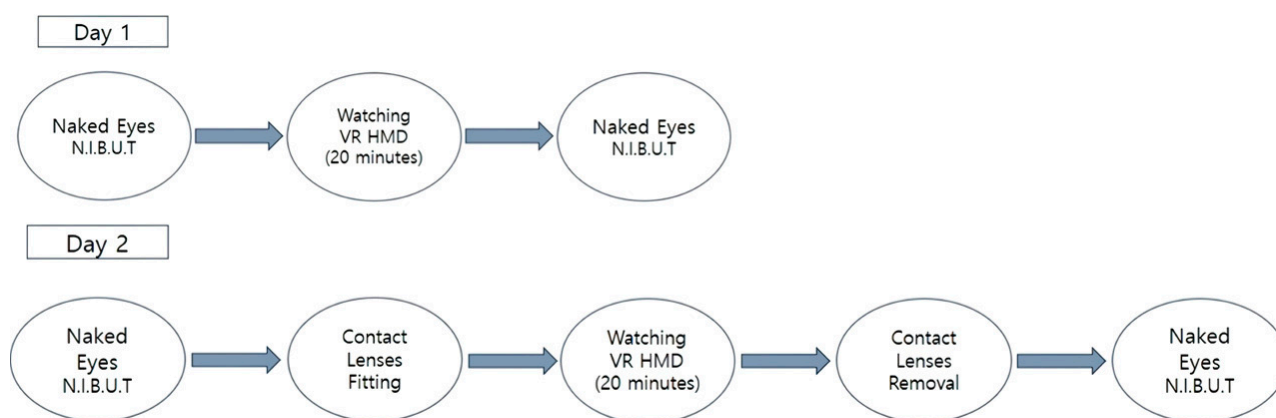 Day 1
Naked Eyes
N.I.B.U.T
Watching
VR HMD
(20 minutes)
Naked Eyes
N.I.B.U.T
Day 2
Naked
Eyes
N.I.B.U.T
Contact
Lenses
Fitting
Watching
VR HMD
(20 minutes)
Contact
Lenses
Removal
Naked
Eyes
N.I.B.U.T